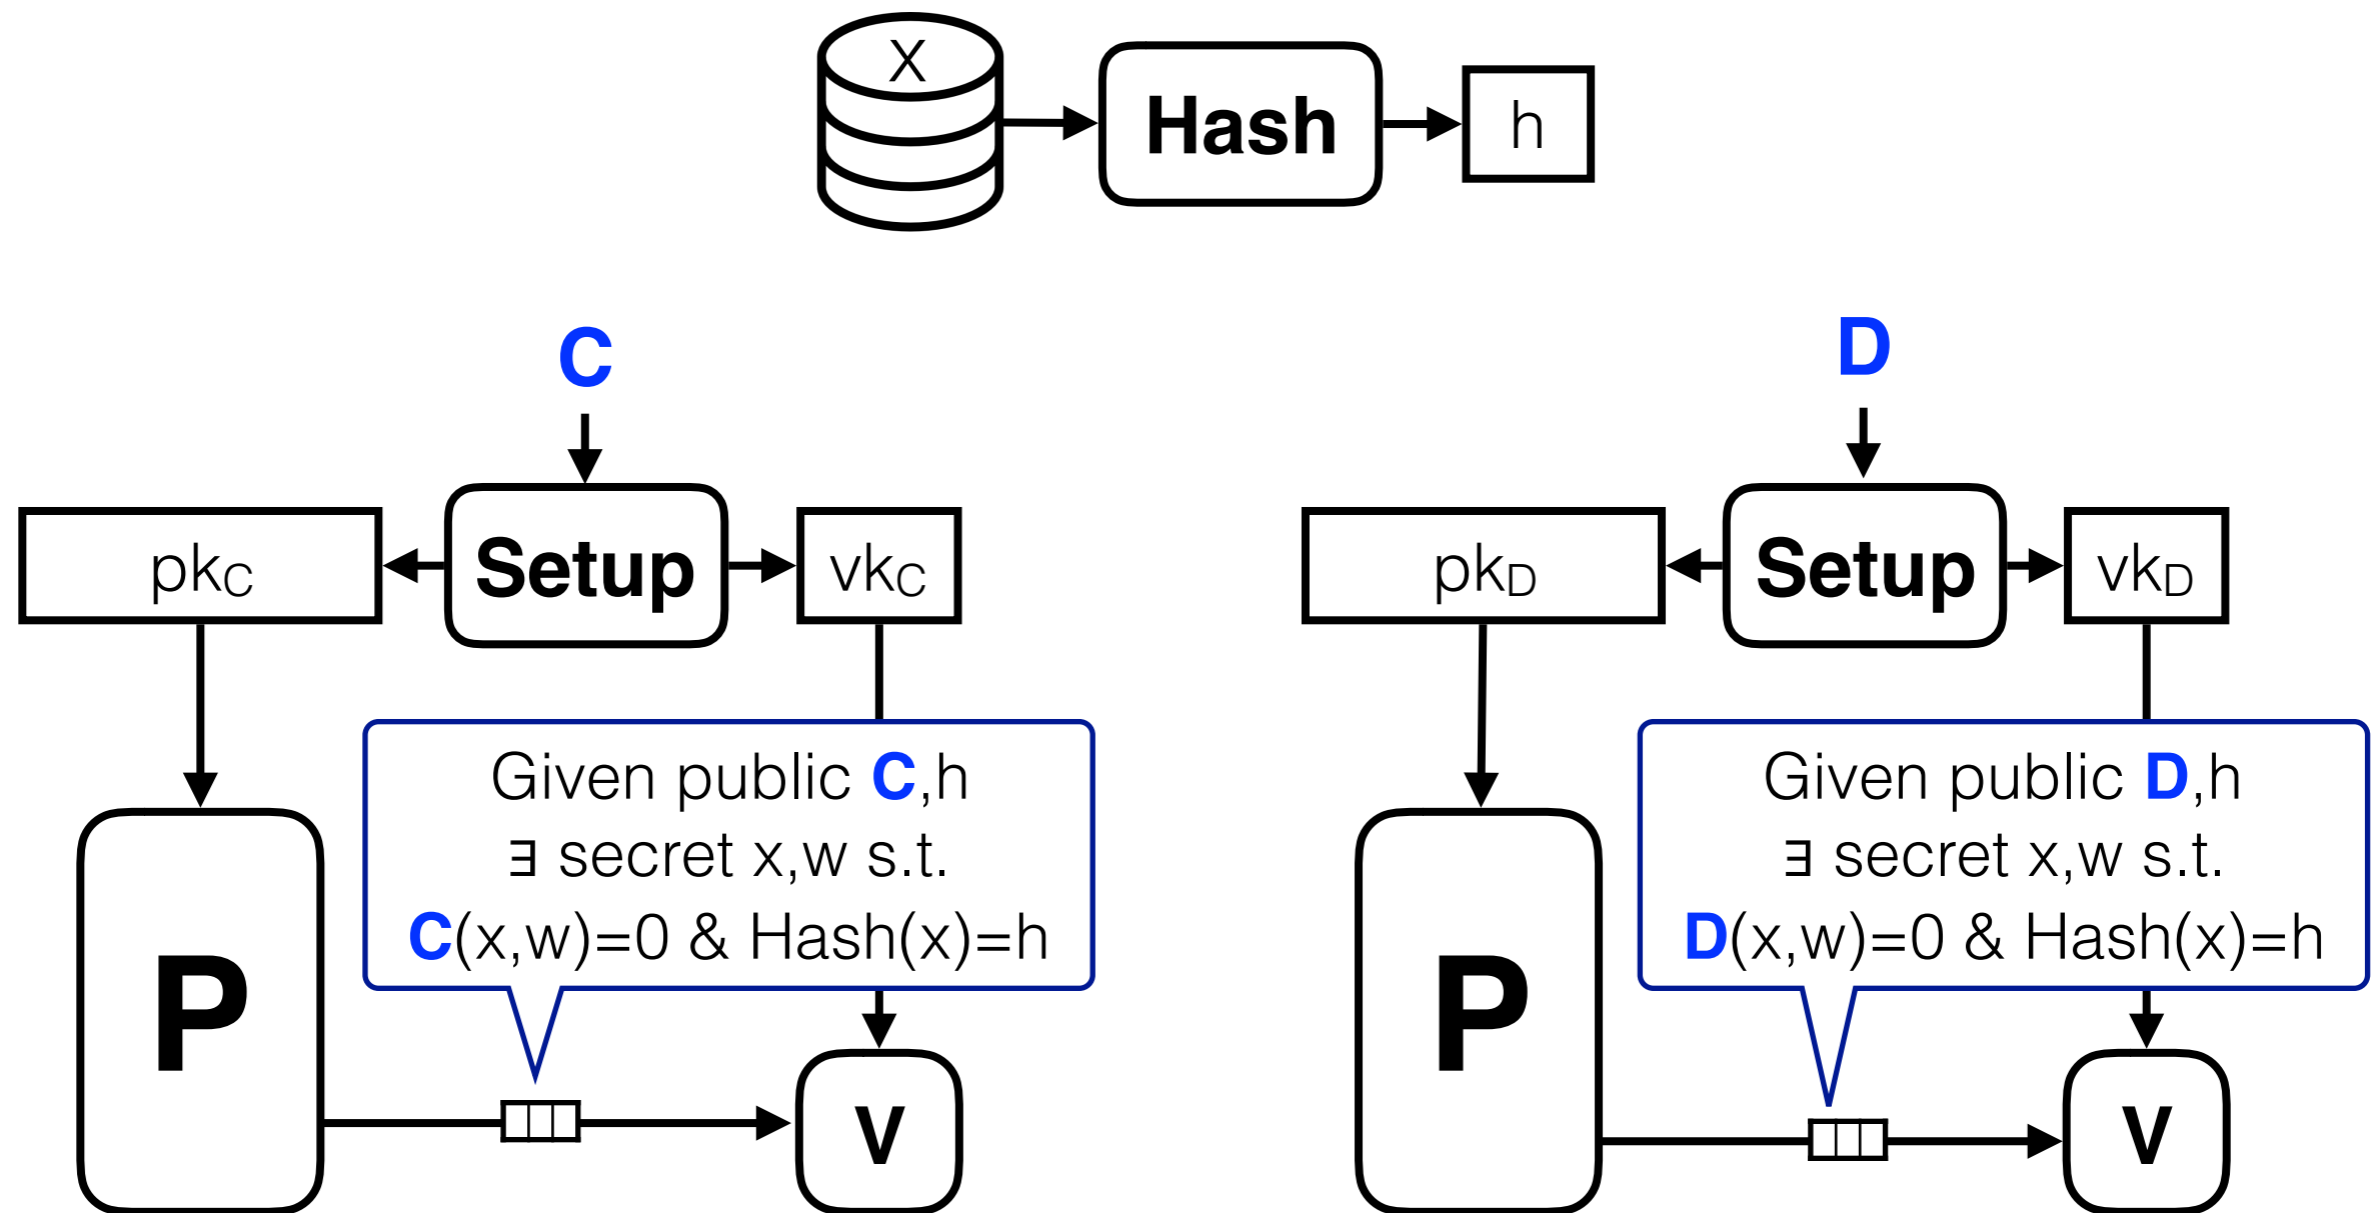 X
Hash
h
C
D
pkC
Setup
vkC
pkD
Setup
vkD
Given public C,h
∃ secret x,w s.t.
C(x,w)=0 & Hash(x)=h
Given public D,h
∃ secret x,w s.t.
D(x,w)=0 & Hash(x)=h
P
V
P
V